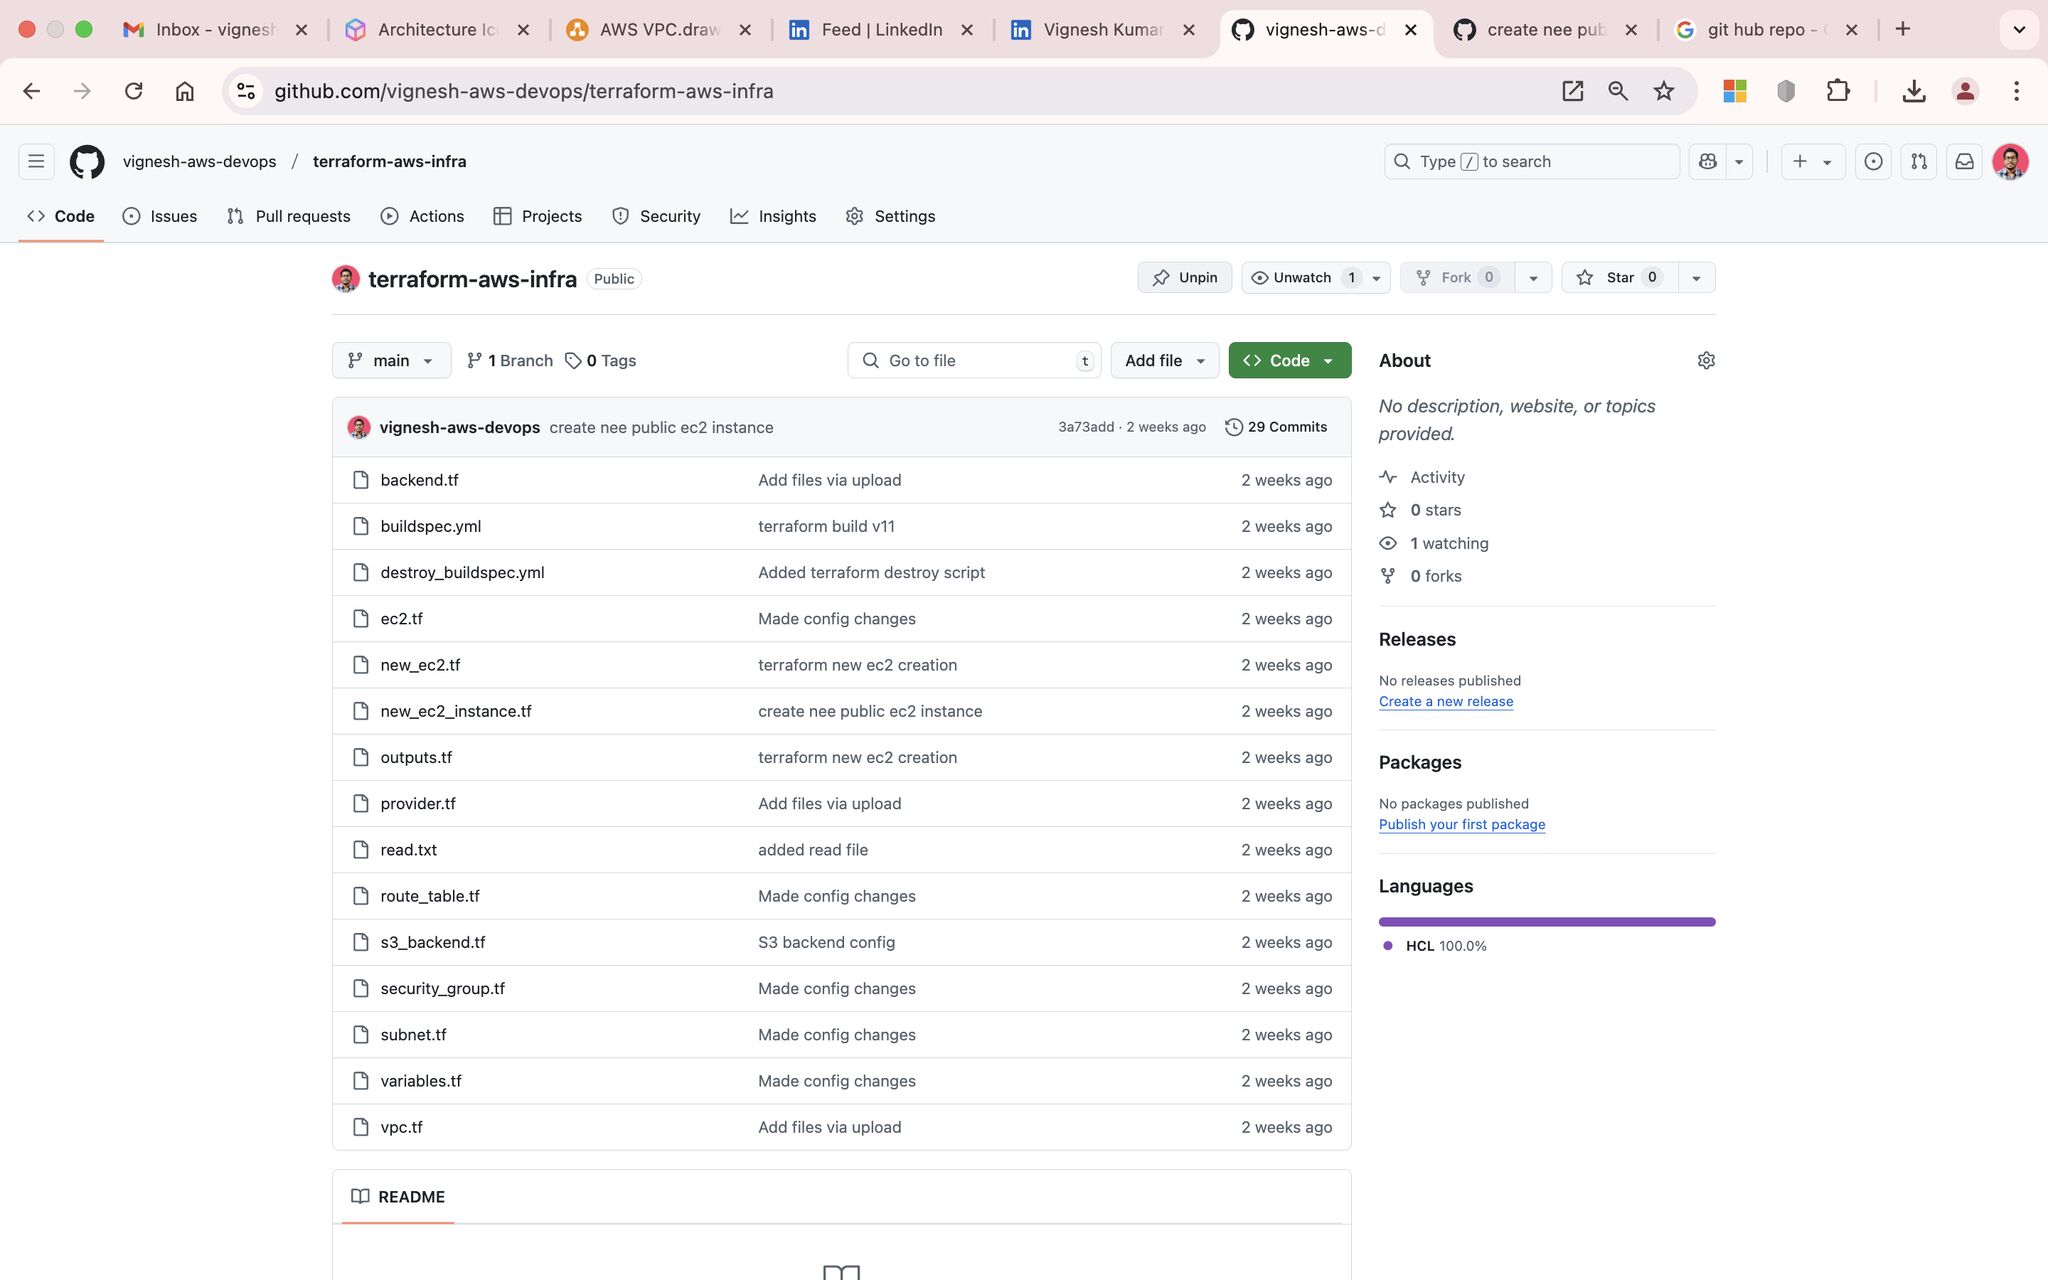 Inbox - vignesh
Architecture Ic
AWS VPC.draw
Feed | LinkedIn
Vignesh Kumar
vignesh-aws-d
create nee pub
git hub repo -
github.com/vignesh-aws-devops/terraform-aws-infra
vignesh-aws-devops / terraform-aws-infra
Type / to search
Code
Issues
Pull requests
Actions
Projects
Security
Insights
Settings
terraform-aws-infra Public
Unpin
Unwatch 1
Fork 0
Star 0
main
1 Branch
0 Tags
Go to file t
Add file
Code
vignesh-aws-devops create nee public ec2 instance 3a73add · 2 weeks ago 29 Commits
backend.tf Add files via upload 2 weeks ago
buildspec.yml terraform build v11 2 weeks ago
destroy_buildspec.yml Added terraform destroy script 2 weeks ago
ec2.tf Made config changes 2 weeks ago
new_ec2.tf terraform new ec2 creation 2 weeks ago
new_ec2_instance.tf create nee public ec2 instance 2 weeks ago
outputs.tf terraform new ec2 creation 2 weeks ago
provider.tf Add files via upload 2 weeks ago
read.txt added read file 2 weeks ago
route_table.tf Made config changes 2 weeks ago
s3_backend.tf S3 backend config 2 weeks ago
security_group.tf Made config changes 2 weeks ago
subnet.tf Made config changes 2 weeks ago
variables.tf Made config changes 2 weeks ago
vpc.tf Add files via upload 2 weeks ago
README
About
No description, website, or topics
provided.
Activity
0 stars
1 watching
0 forks
Releases
No releases published
Create a new release
Packages
No packages published
Publish your first package
Languages
HCL 100.0%